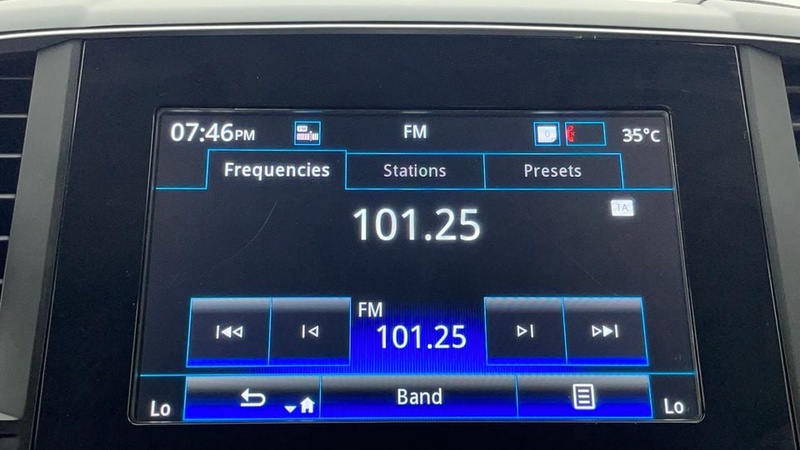 07:46PM FM 35°C
Frequencies Stations Presets
TA
101.25
FM
101.25
Band
Lo Lo